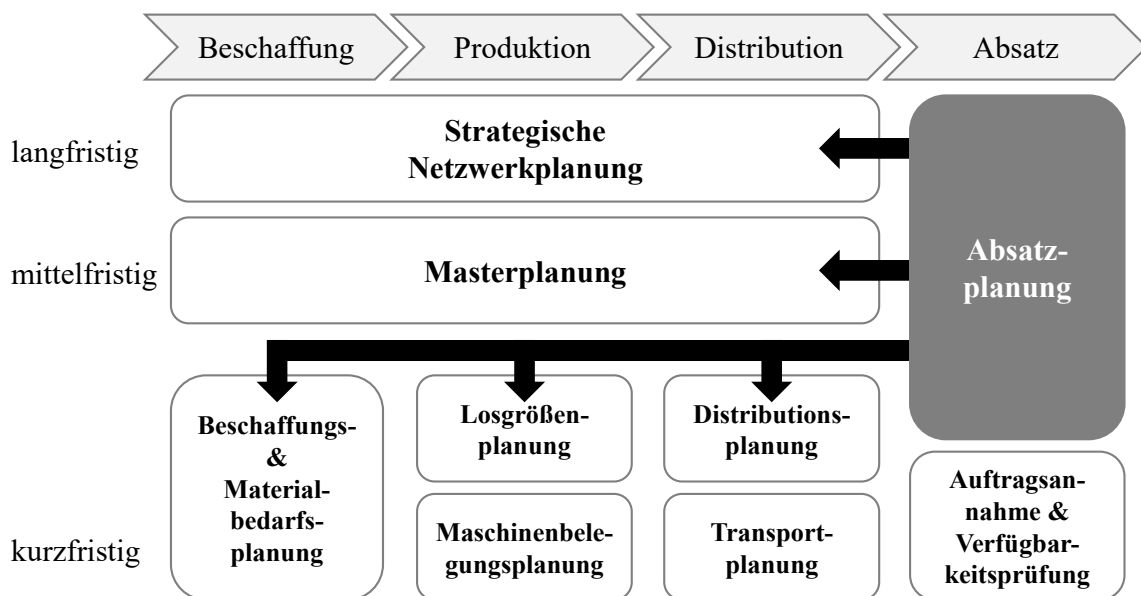 Beschaffung
Produktion
Distribution
Absatz
langfristig
Strategische
Netzwerkplanung
mittelfristig
Masterplanung
Absatz-
planung
Beschaffungs-
&
Material-
bedarfs-
planung
Losgrößen-
planung
Distributions-
planung
kurzfristig
Maschinenbele-
gungsplanung
Transport-
planung
Auftragsan-
nahme &
Verfügbar-
keitsprüfung